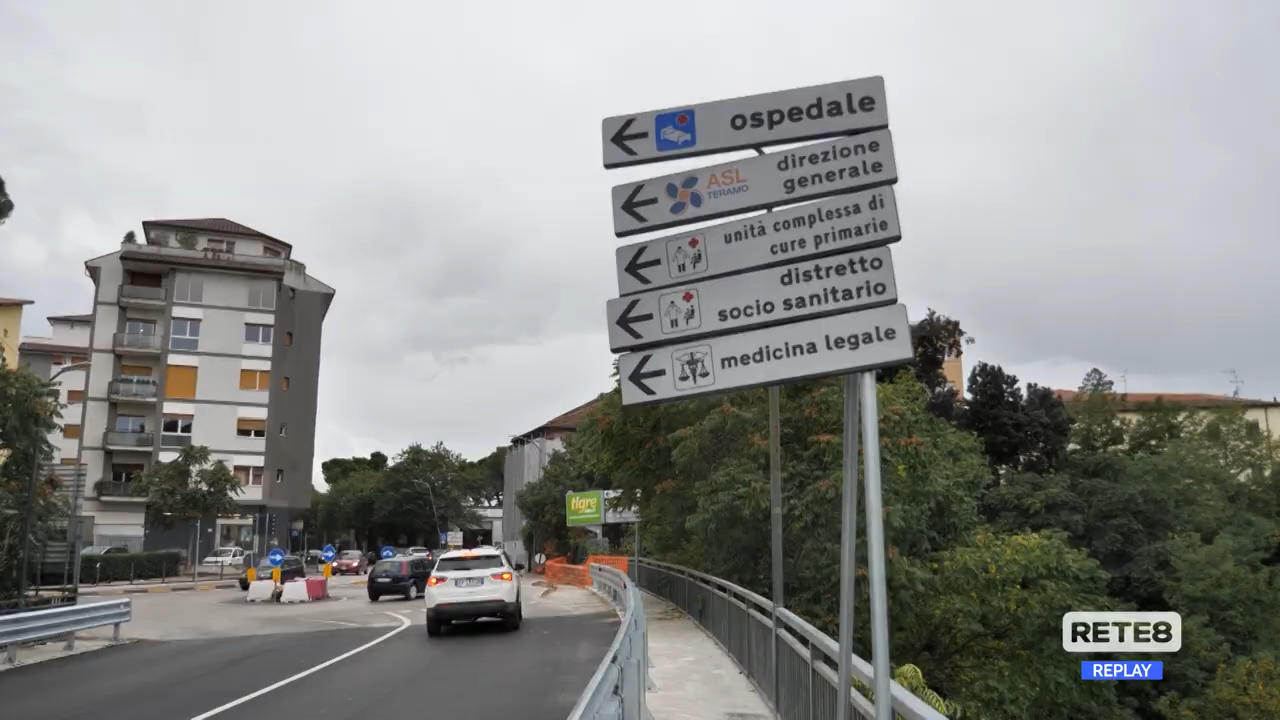 ospedale
ASL
TERAMO
direzione
generale
unità complessa di
cure primarie
distretto
socio sanitario
medicina legale
tigre
RETE8
REPLAY